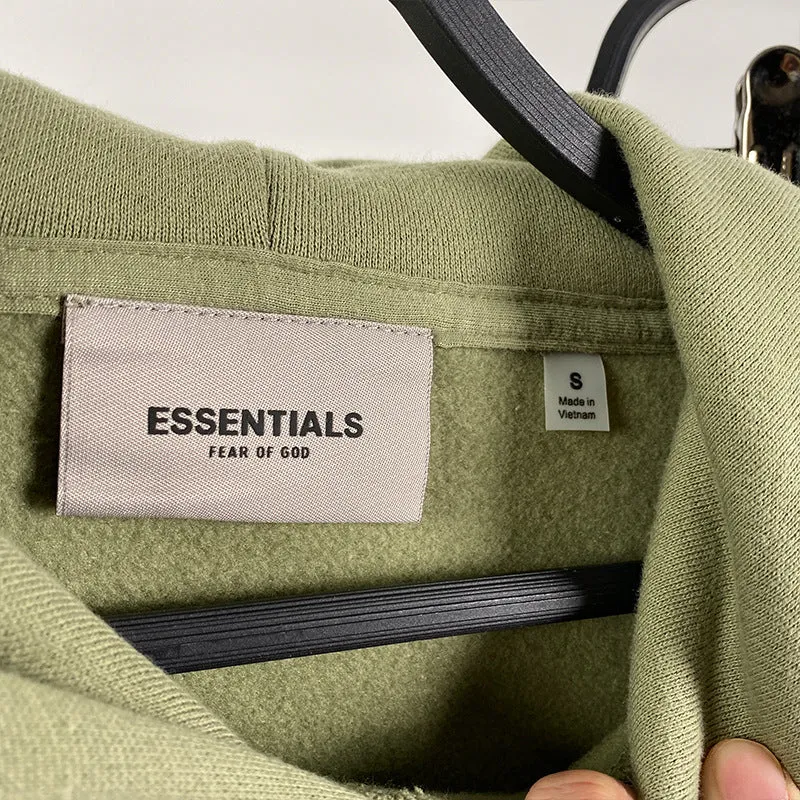 ESSENTIALS
FEAR OF GOD
S
Made in
Vietnam